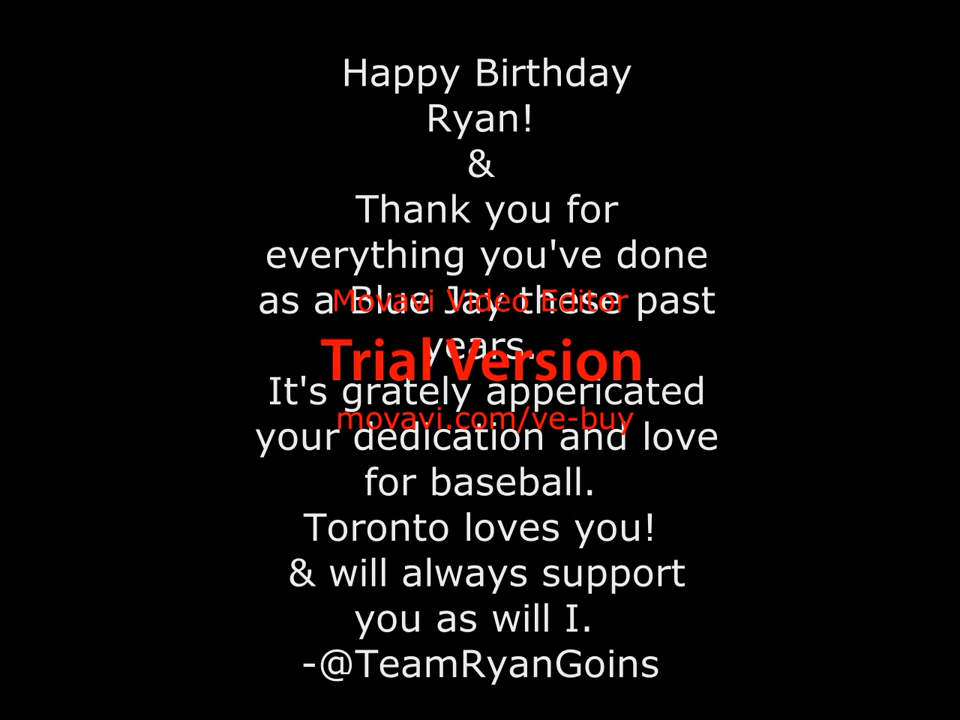 Happy Birthday
Ryan!
&
Thank you for
everything you've done
as a Blue Jay these past
Movavi Video Editor
years.
Trial Version
It's grately appericated
movavi.com/ve-buy
your dedication and love
for baseball.
Toronto loves you!
& will always support
you as will I.
-@TeamRyanGoins